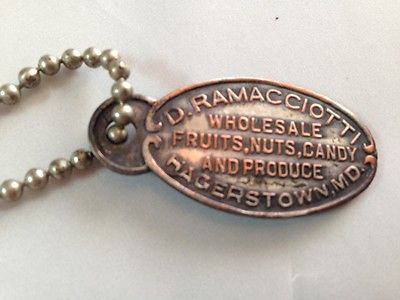 D. RAMACCIOTTI
WHOLESALE
FRUITS, NUTS, CANDY
AND PRODUCE
HAGERSTOWN, MD.